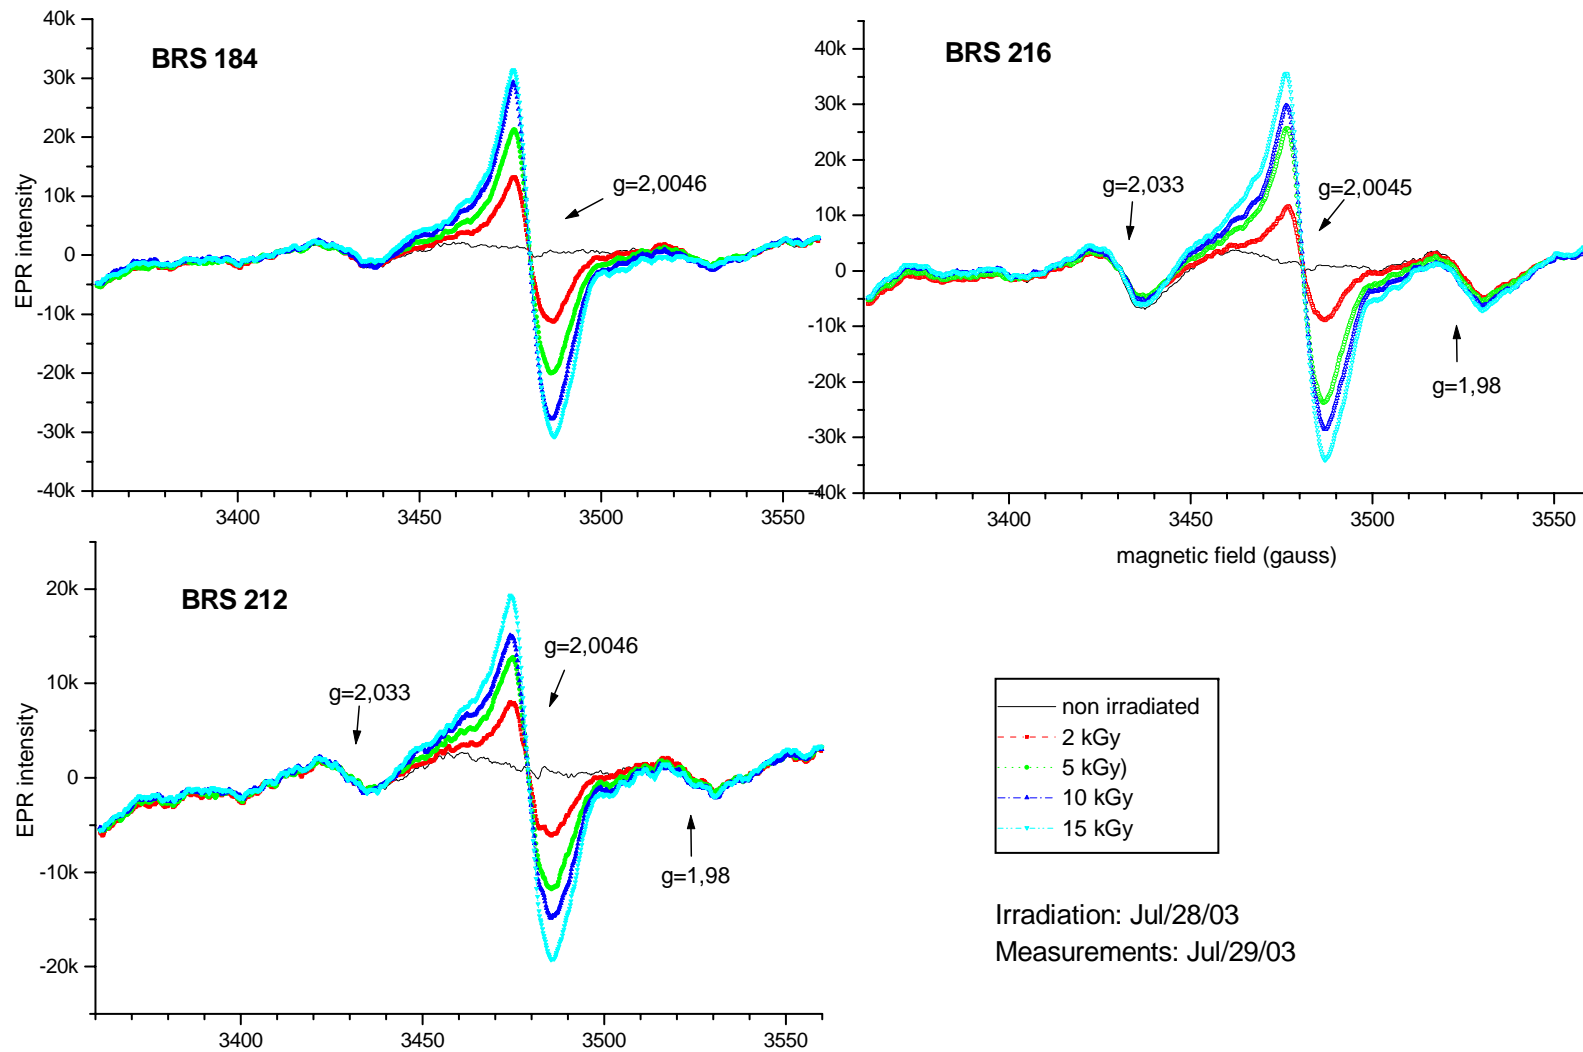 BRS 184
40k
30k
20k
10k
0
-10k
-20k
-30k
-40k
EPR intensity
g=2,0046
3400
3450
3500
3550
BRS 216
40k
30k
20k
10k
0
-10k
-20k
-30k
-40k
g=2,033
g=2,0045
g=1,98
3400
3450
3500
3550
magnetic field (gauss)
BRS 212
20k
10k
0
-10k
-20k
EPR intensity
g=2,033
g=2,0046
g=1,98
3400
3450
3500
3550
non irradiated
2 kGy
5 kGy)
10 kGy
15 kGy
Irradiation: Jul/28/03
Measurements: Jul/29/03